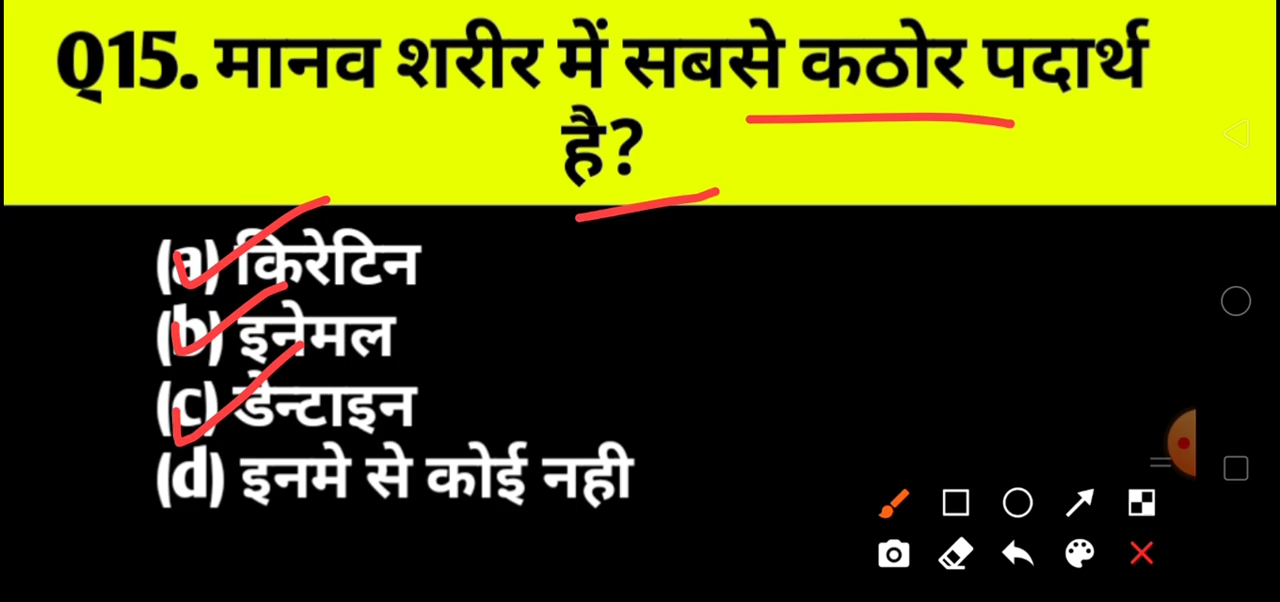 Q15. मानव शरीर में सबसे कठोर पदार्थ
है?
(a) किरेटिन
(b) इनेमल
(c) डेन्टाइन
(d) इनमे से कोई नही